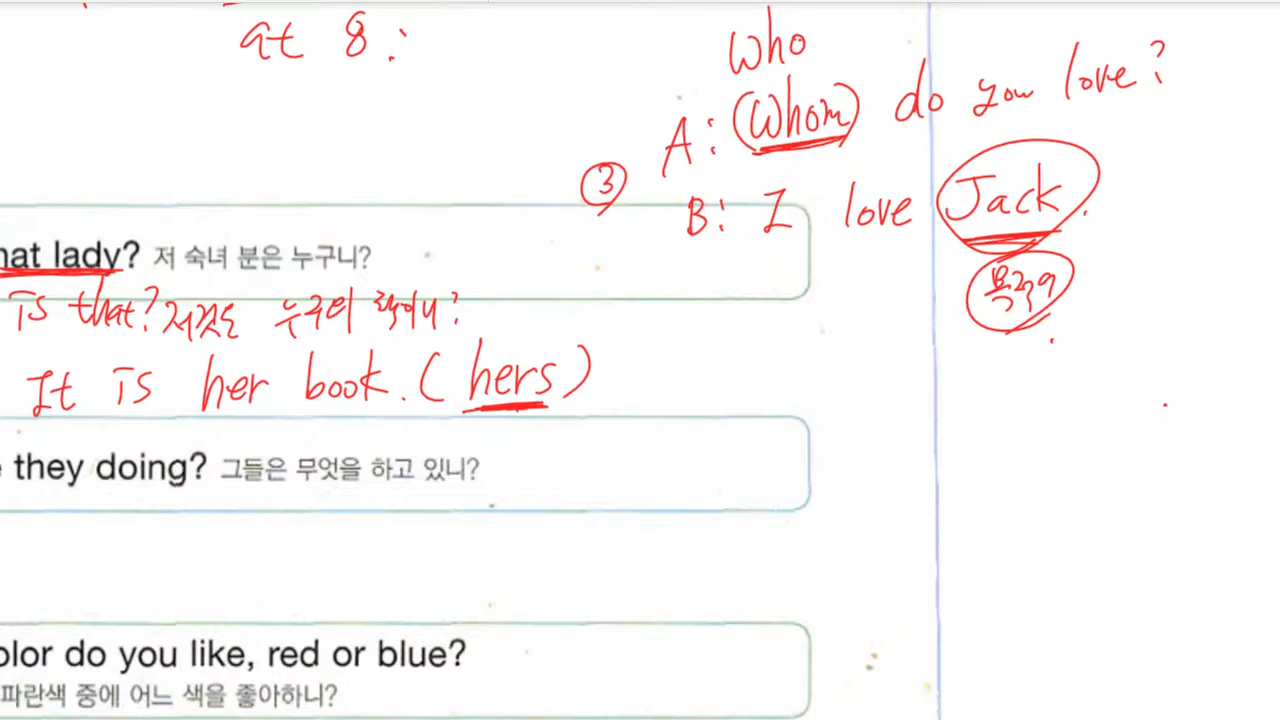 at 8:
Who
A: (Whom) do you love?
③
B: I love Jack.
목적어
hat lady? 저 숙녀 분은 누구니?
is that? 저것은 누구의 책이니?
It is her book. (hers)
they doing? 그들은 무엇을 하고 있니?
olor do you like, red or blue?
파란색 중에 어느 색을 좋아하니?